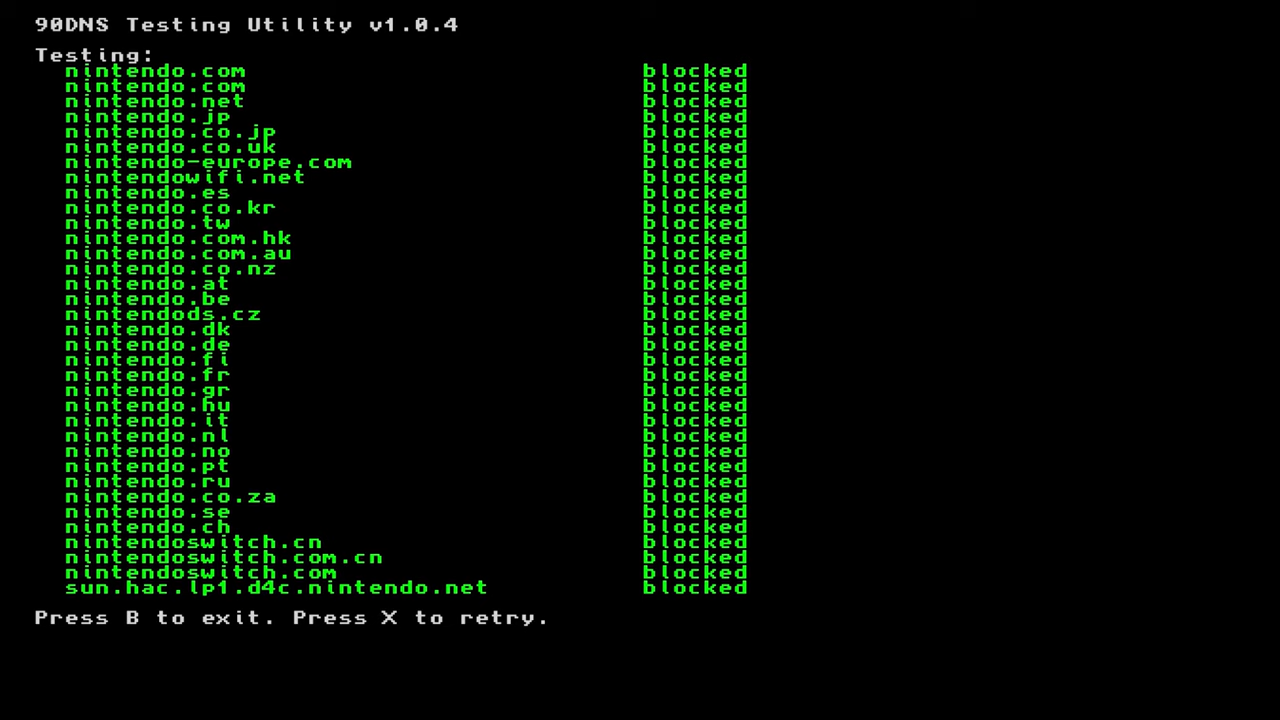 90DNS Testing Utility v1.0.4
Testing:
nintendo.com blocked
nintendo.com blocked
nintendo.net blocked
nintendo.jp blocked
nintendo.co.jp blocked
nintendo.co.uk blocked
nintendo-europe.com blocked
nintendowifi.net blocked
nintendo.es blocked
nintendo.co.kr blocked
nintendo.tw blocked
nintendo.com.hk blocked
nintendo.com.au blocked
nintendo.co.nz blocked
nintendo.at blocked
nintendo.be blocked
nintendods.cz blocked
nintendo.dk blocked
nintendo.de blocked
nintendo.fi blocked
nintendo.fr blocked
nintendo.gr blocked
nintendo.hu blocked
nintendo.it blocked
nintendo.nl blocked
nintendo.no blocked
nintendo.pt blocked
nintendo.ru blocked
nintendo.co.za blocked
nintendo.se blocked
nintendo.ch blocked
nintendoswitch.cn blocked
nintendoswitch.com.cn blocked
nintendoswitch.com blocked
sun.hac.lp1.d4c.nintendo.net blocked
Press B to exit. Press X to retry.